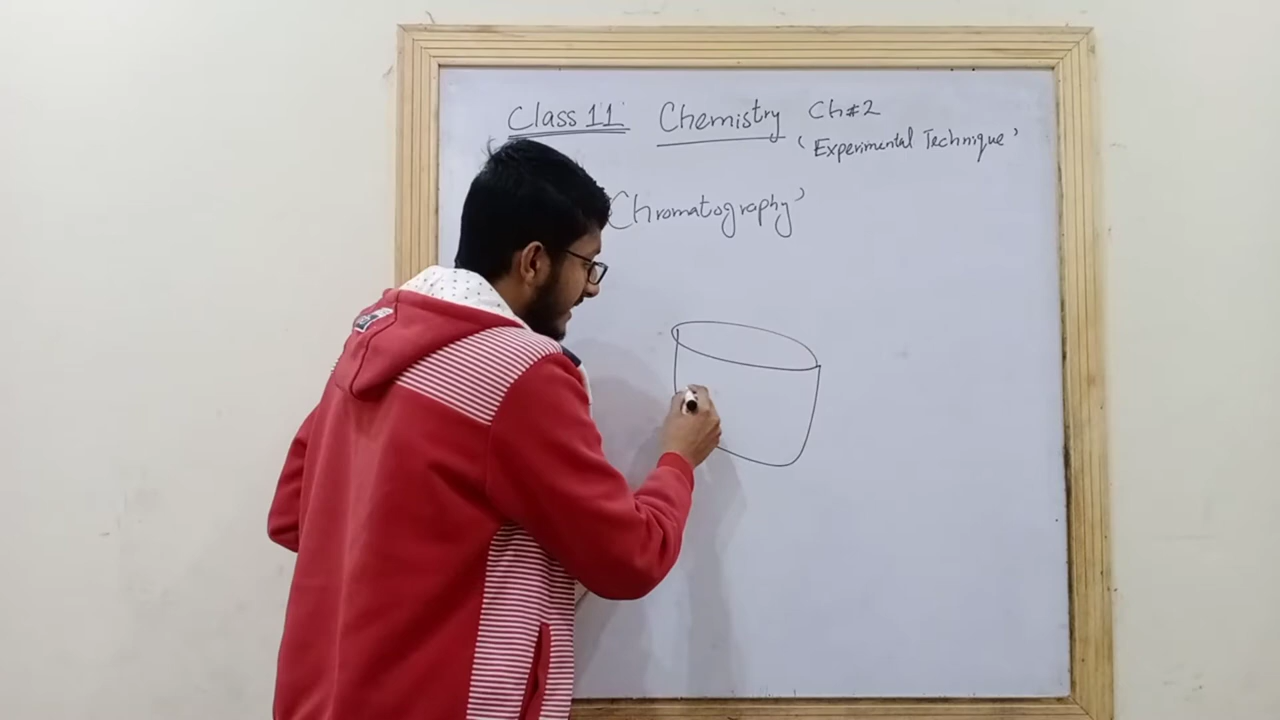 Class 11 Chemistry Ch#2
'Experimental Technique'
Chromatography'